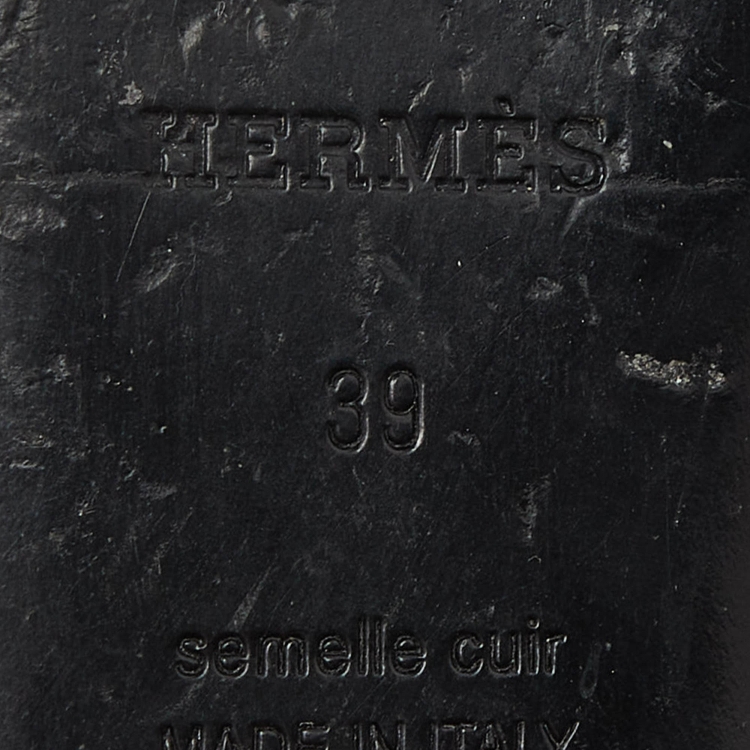 HERMÈS
39
semelle cuir
MADE IN ITALY